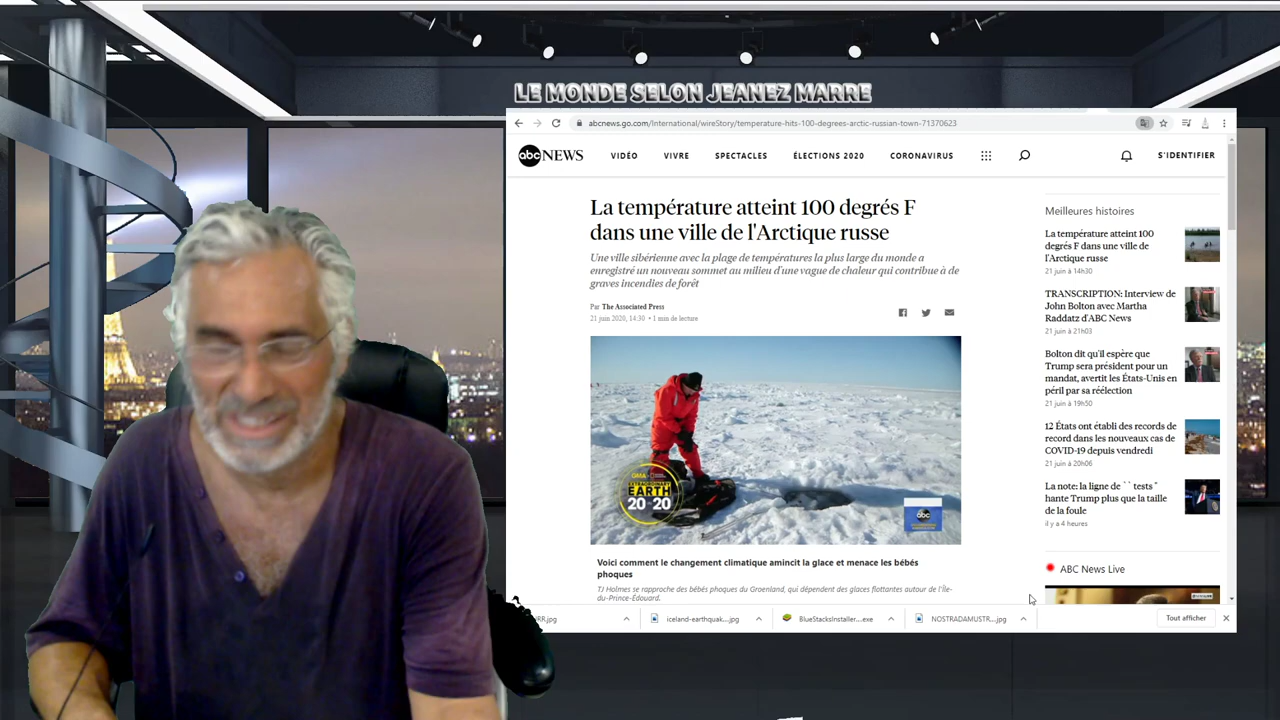 LE MONDE SELON JEANEZ MARRE
abcnews.go.com/International/wireStory/temperature-hits-100-degrees-arctic-russian-town-71370623
abc NEWS VIDÉO VIVRE SPECTACLES ÉLECTIONS 2020 CORONAVIRUS S'IDENTIFIER
La température atteint 100 degrés F
dans une ville de l'Arctique russe
Une ville sibérienne avec la plage de températures la plus large du monde a
enregistré un nouveau sommet au milieu d'une vague de chaleur qui contribue à de
graves incendies de forêt
Par The Associated Press
21 juin 2020, 14:30 • 1 min de lecture
EXTRAORDINARY
EARTH
20 20
abc
Voici comment le changement climatique amincit la glace et menace les bébés
phoques
TJ Holmes se rapproche des bébés phoques du Groenland, qui dépendent des glaces flottantes autour de l'Île-
du-Prince-Édouard.
Meilleures histoires
La température atteint 100
degrés F dans une ville de
l'Arctique russe
21 juin à 14h30
TRANSCRIPTION: Interview de
John Bolton avec Martha
Raddatz d'ABC News
21 juin à 21h03
Bolton dit qu'il espère que
Trump sera président pour un
mandat, avertit les États-Unis en
péril par sa réélection
21 juin à 19h50
12 États ont établi des records de
record dans les nouveaux cas de
COVID-19 depuis vendredi
21 juin à 20h06
La note: la ligne de `` tests ''
hante Trump plus que la taille
de la foule
il y a 4 heures
ABC News Live
RR.jpg iceland-earthquak....jpg BlueStacksInstaller...exe NOSTRADAMUSTR....jpg Tout afficher